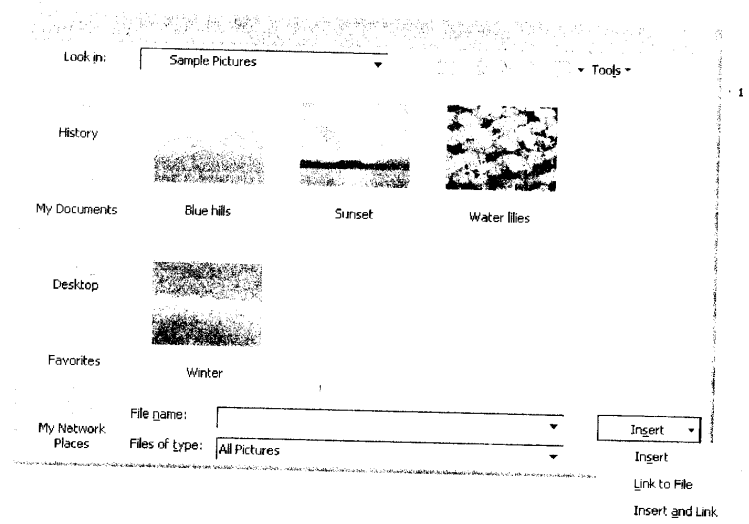 Look in:
Sample Pictures
Tools
1
History
My Documents
Blue hills
Sunset
Water lilies
Desktop
Favorites
Winter
My Network
Places
File name:
Files of type:
All Pictures
Insert
Insert
Link to File
Insert and Link